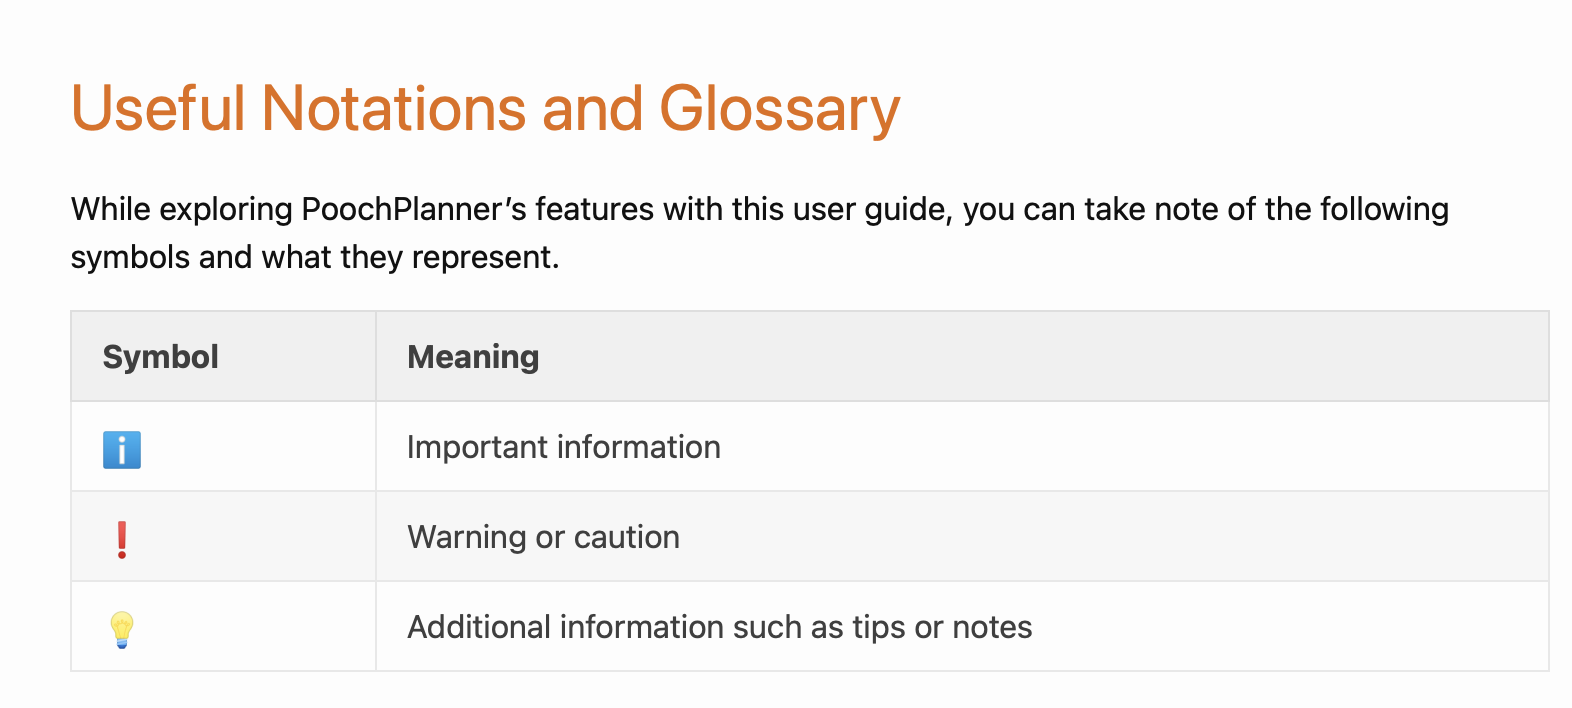 Useful Notations and Glossary
While exploring PoochPlanner's features with this user guide, you can take note of the following
symbols and what they represent.
Symbol Meaning
ℹ️ Important information
❗ Warning or caution
💡 Additional information such as tips or notes